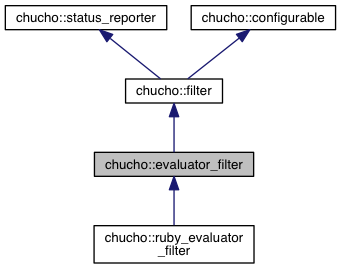 chucho::status_reporter
chucho::configurable
chucho::filter
chucho::evaluator_filter
chucho::ruby_evaluator
_filter